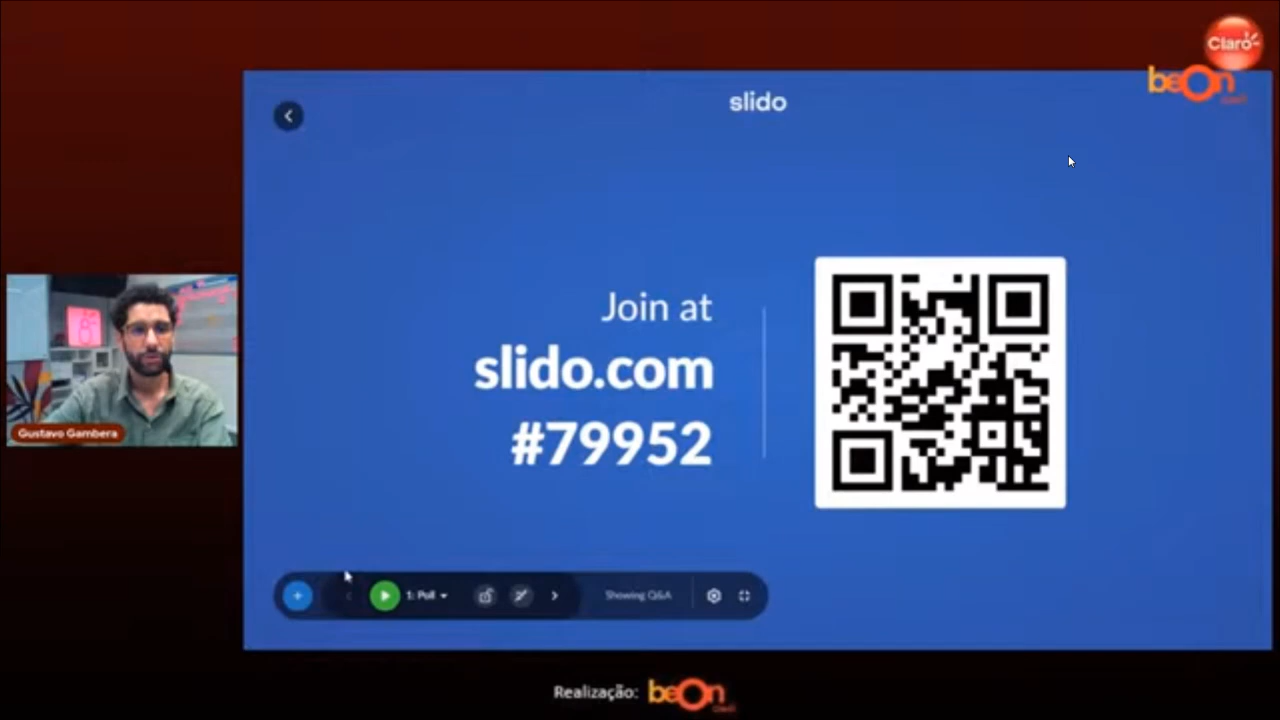 Claro
beOn
slido
Join at
slido.com
#79952
Gustavo Gambera
1: Poll
Showing Q&A
Realização: beOn